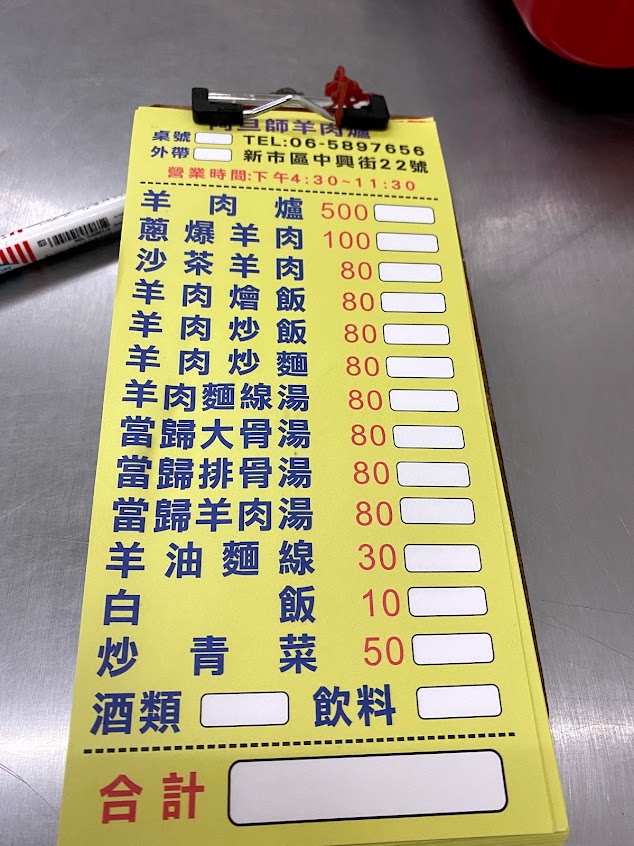 旦師羊肉爐
桌號 TEL:06-5897656
外帶 新市區中興街22號
營業時間:下午4:30~11:30
羊肉爐 500
蔥爆羊肉 100
沙茶羊肉 80
羊肉燴飯 80
羊肉炒飯 80
羊肉炒麵 80
羊肉麵線湯 80
當歸大骨湯 80
當歸排骨湯 80
當歸羊肉湯 80
羊油麵線 30
白飯 10
炒青菜 50
酒類 飲料
合計